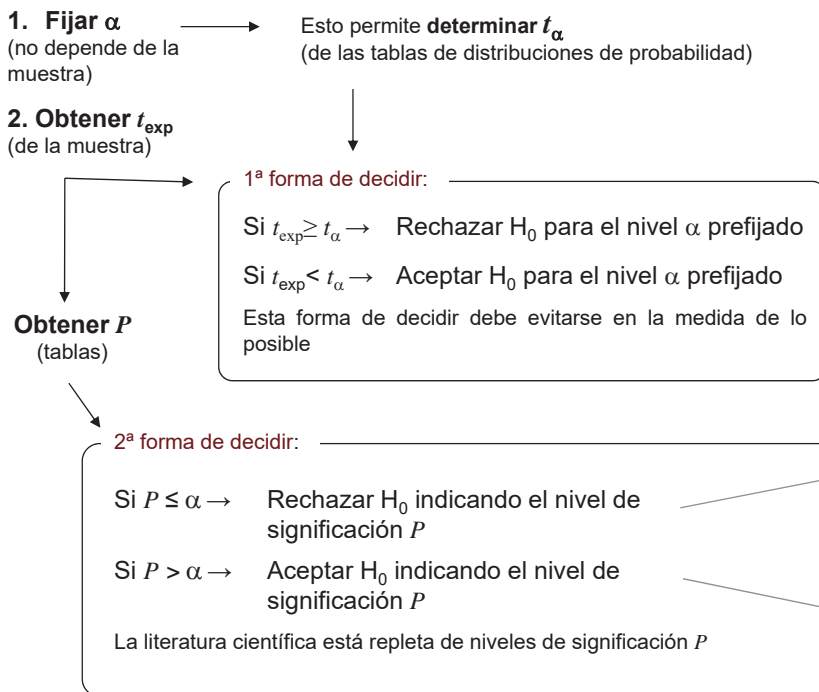 1. Fijar α
(no depende de la
muestra)
Esto permite determinar tα
(de las tablas de distribuciones de probabilidad)
2. Obtener texp
(de la muestra)
1ª forma de decidir:
Si texp≥ tα → Rechazar H0 para el nivel α prefijado
Si texp< tα → Aceptar H0 para el nivel α prefijado
Esta forma de decidir debe evitarse en la medida de lo
posible
Obtener P
(tablas)
2ª forma de decidir:
Si P ≤ α → Rechazar H0 indicando el nivel de
significación P
Si P > α → Aceptar H0 indicando el nivel de
significación P
La literatura científica está repleta de niveles de significación P